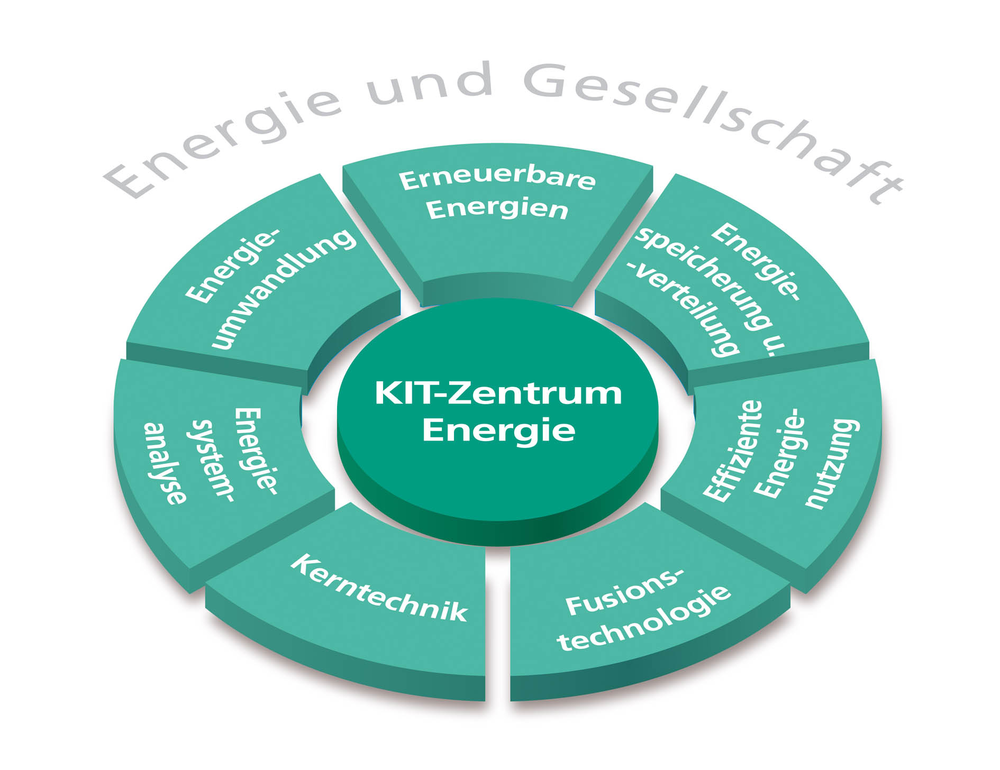 Energie und Gesellschaft
Erneuerbare
Energien
Energie-
speicherung u.
-verteilung
Effiziente
Energie-
nutzung
Fusions-
technologie
Kerntechnik
Energie-
system-
analyse
Energie-
umwandlung
KIT-Zentrum
Energie